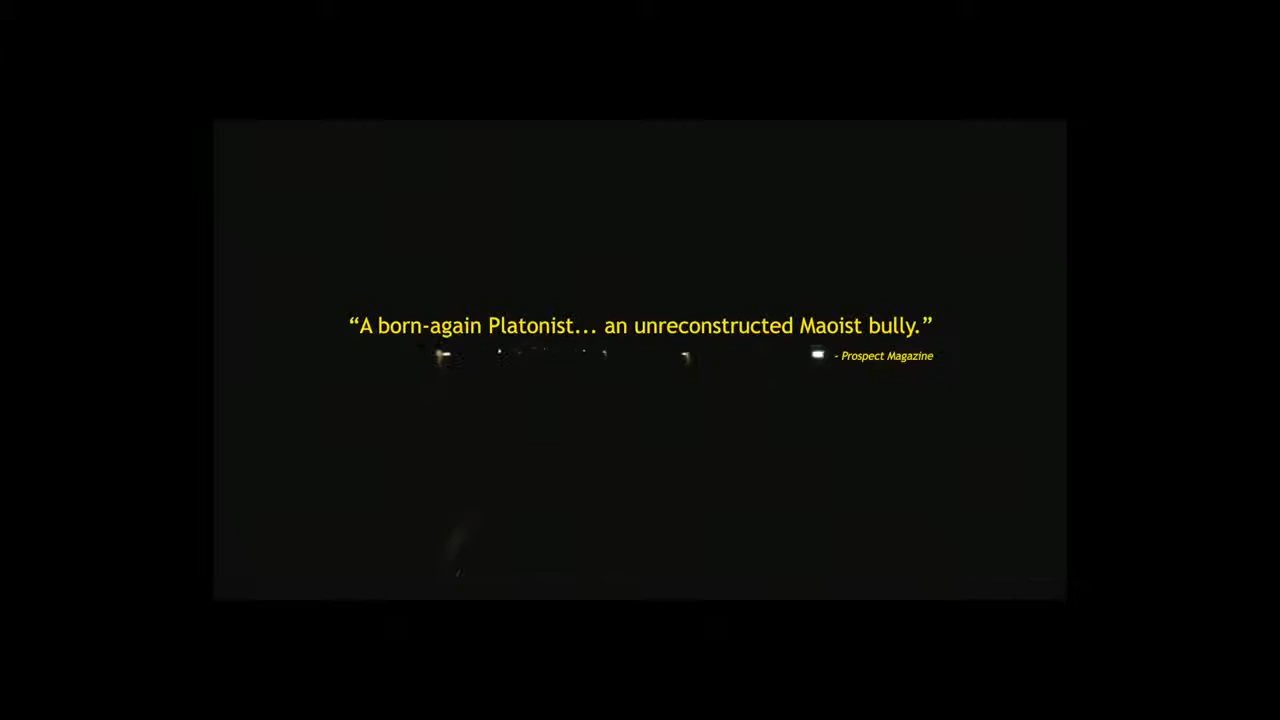 “A born-again Platonist... an unreconstructed Maoist bully.”
- Prospect Magazine